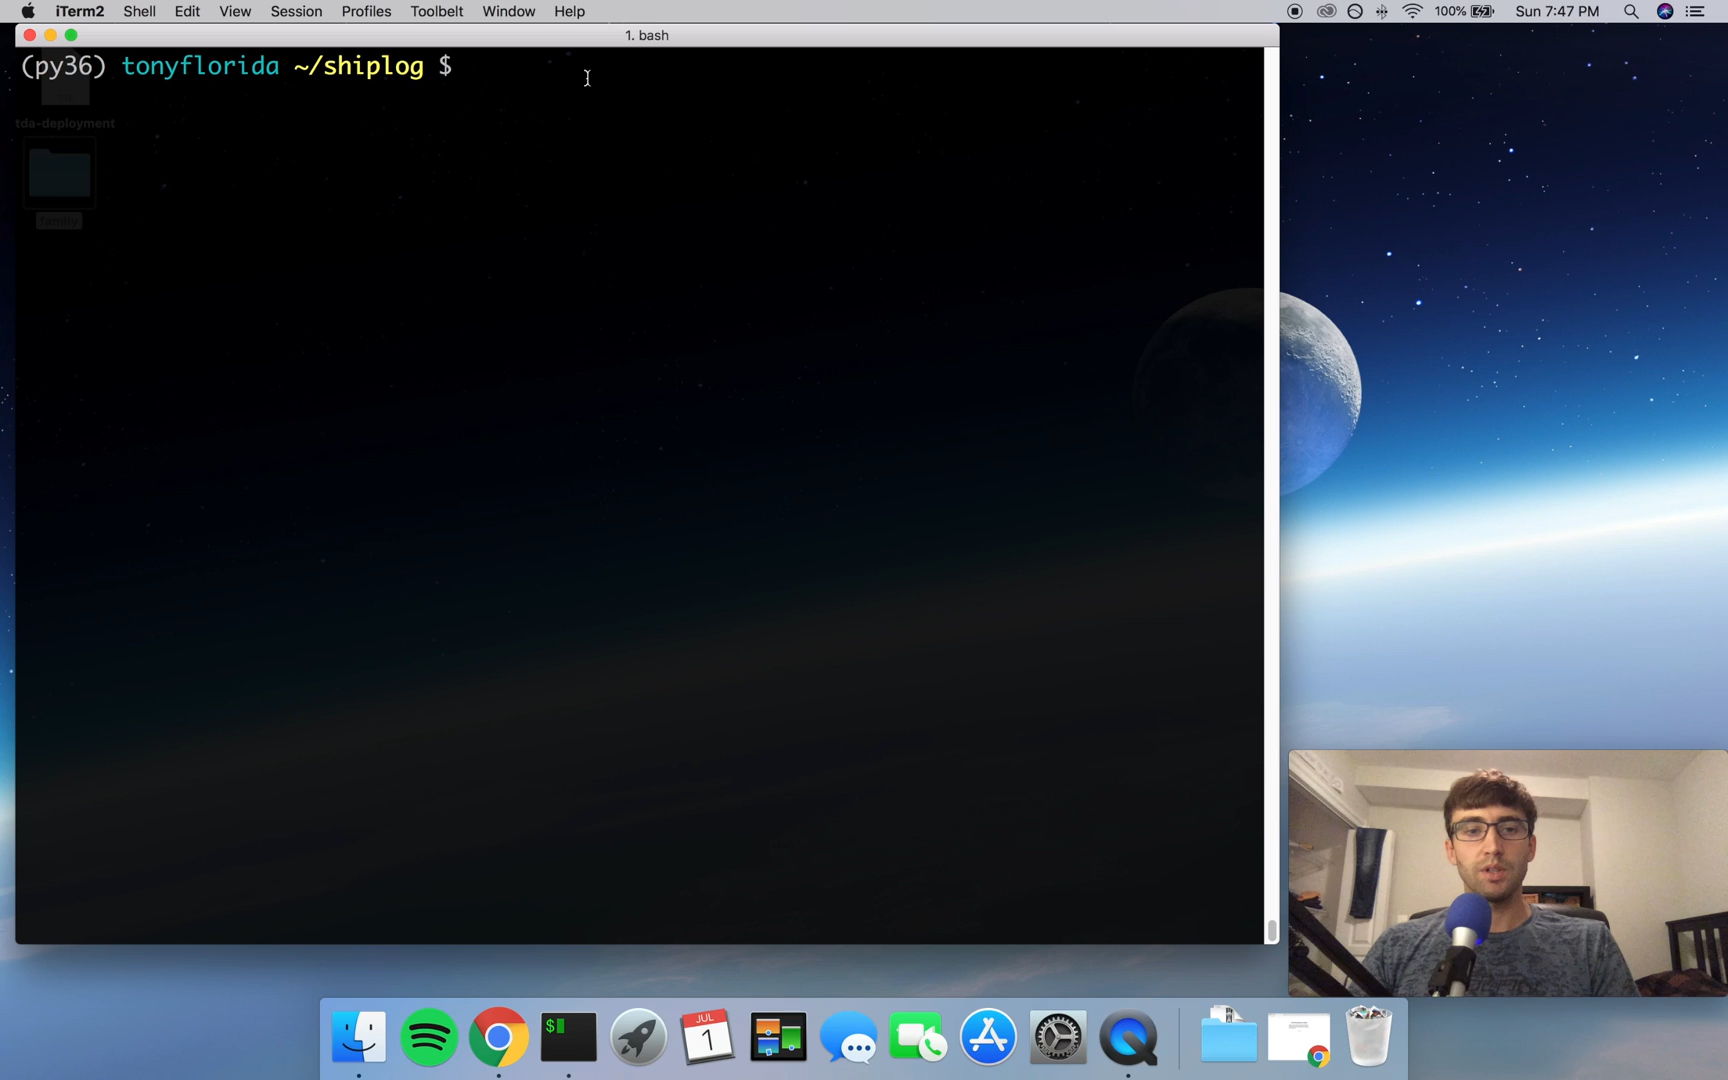 iTerm2 Shell Edit View Session Profiles Toolbelt Window Help 100% Sun 7:47 PM
1. bash
(py36) tonyflorida ~/shiplog $
tda-deployment
family
$
JUL
1